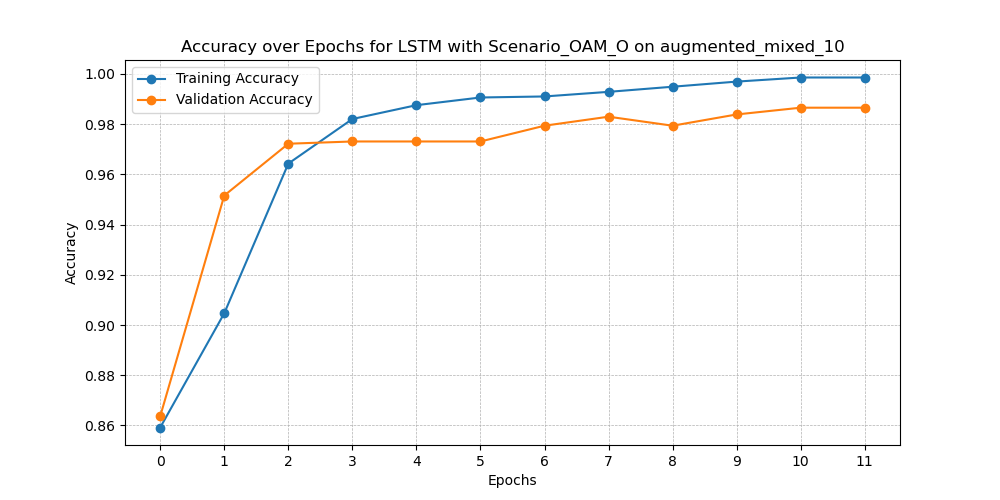 Accuracy over Epochs for LSTM with Scenario_OAM_O on augmented_mixed_10
Training Accuracy
Validation Accuracy
1.00
0.98
0.96
0.94
0.92
0.90
0.88
0.86
Accuracy
0 1 2 3 4 5 6 7 8 9 10 11
Epochs